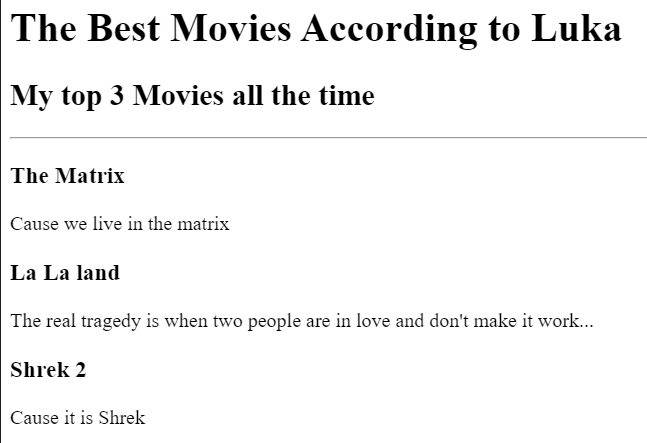 The Best Movies According to Luka
My top 3 Movies all the time
The Matrix
Cause we live in the matrix
La La land
The real tragedy is when two people are in love and don't make it work...
Shrek 2
Cause it is Shrek